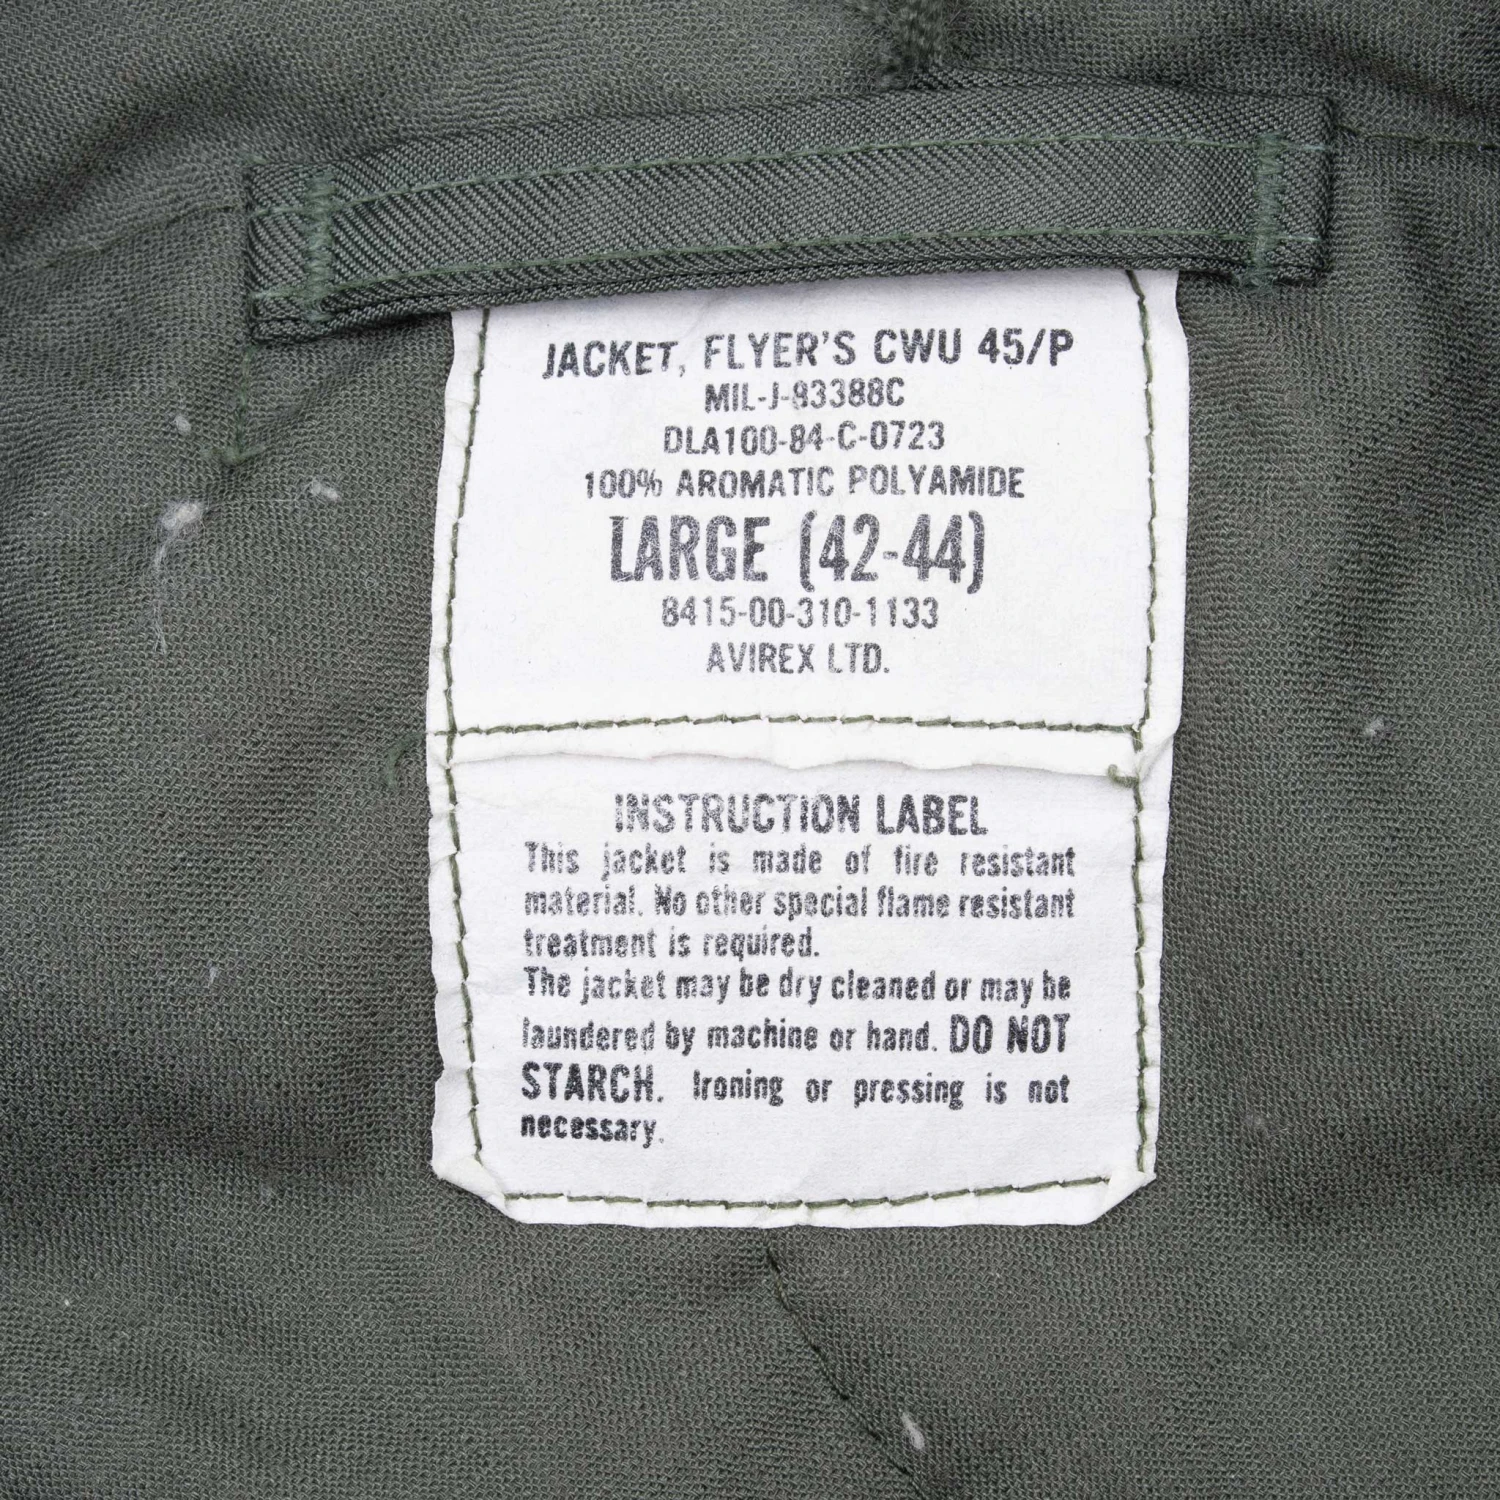 JACKET, FLYER'S CWU 45/P
MIL-J-83388C
DLA100-84-C-0723
100% AROMATIC POLYAMIDE
LARGE (42-44)
8415-00-310-1133
AVIREX LTD.
INSTRUCTION LABEL
This jacket is made of fire resistant
material. No other special flame resistant
treatment is required.
The jacket may be dry cleaned or may be
laundered by machine or hand. DO NOT
STARCH. Ironing or pressing is not
necessary.